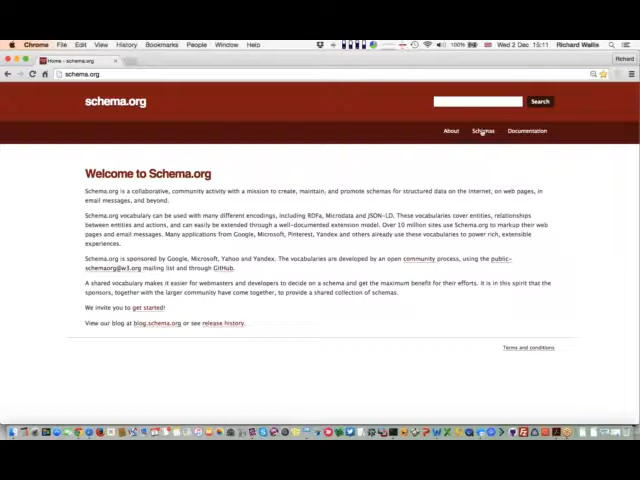 Chrome File Edit View History Bookmarks People Window Help 100% Wed 2 Dec 15:11 Richard Wallis
Home - schema.org Richard
schema.org
schema.org Search
About Schemas Documentation
Welcome to Schema.org
Schema.org is a collaborative, community activity with a mission to create, maintain, and promote schemas for structured data on the Internet, on web pages, in
email messages, and beyond.
Schema.org vocabulary can be used with many different encodings, including RDFa, Microdata and JSON-LD. These vocabularies cover entities, relationships
between entities and actions, and can easily be extended through a well-documented extension model. Over 10 million sites use Schema.org to markup their web
pages and email messages. Many applications from Google, Microsoft, Pinterest, Yandex and others already use these vocabularies to power rich, extensible
experiences.
Schema.org is sponsored by Google, Microsoft, Yahoo and Yandex. The vocabularies are developed by an open community process, using the public-
schemaorg@w3.org mailing list and through GitHub.
A shared vocabulary makes it easier for webmasters and developers to decide on a schema and get the maximum benefit for their efforts. It is in this spirit that the
sponsors, together with the larger community have come together, to provide a shared collection of schemas.
We invite you to get started!
View our blog at blog.schema.org or see release history.
Terms and conditions